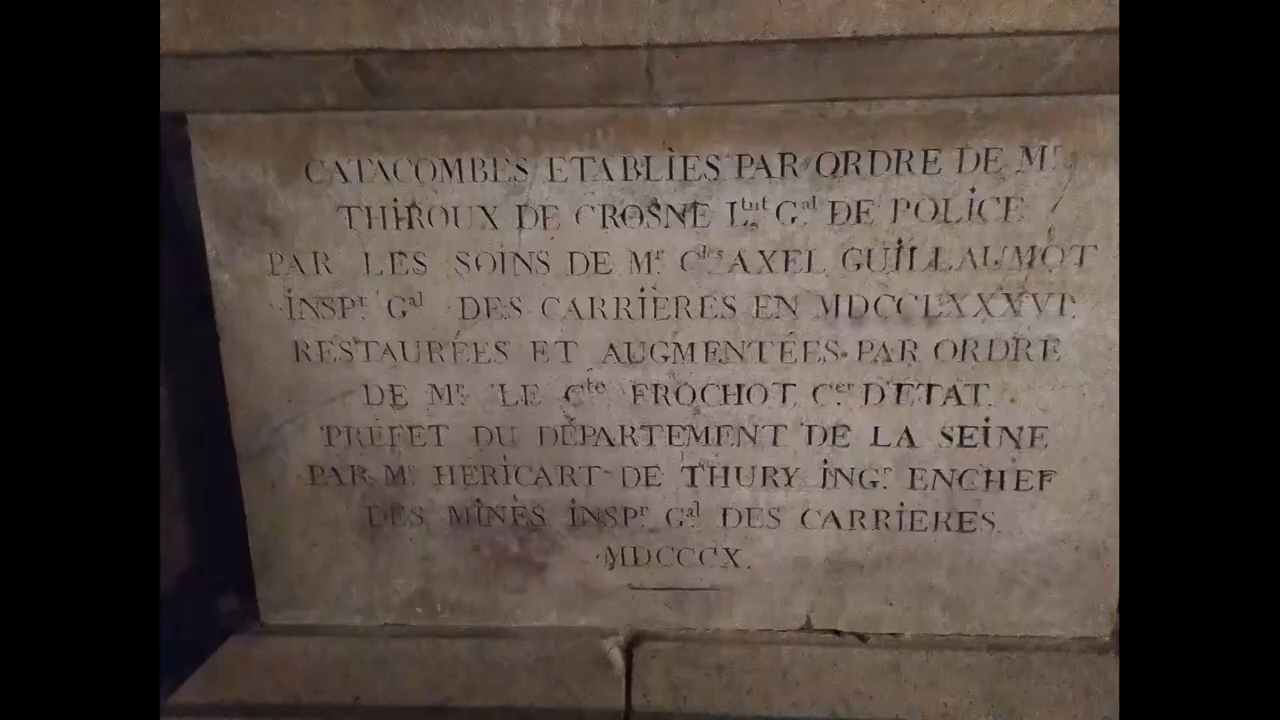 CATACOMBES ETABLIES PAR ORDRE DE Mr.
THIROUX DE CROSNE Ltnt Gal DE POLICE
PAR LES SOINS DE Mr. Cles AXEL GUILLAUMOT
INSPr. Gal DES CARRIERES EN MDCCLXXXVI.
RESTAURÉES ET AUGMENTÉES PAR ORDRE
DE Mr. LE Cte FROCHOT, Cer D'ETAT,
PRÉFET DU DÉPARTEMENT DE LA SEINE
PAR Mr. HERICART DE THURY ING.r ENCHEF
DES MINES INSPr. Gal DES CARRIERES.
MDCCCX.